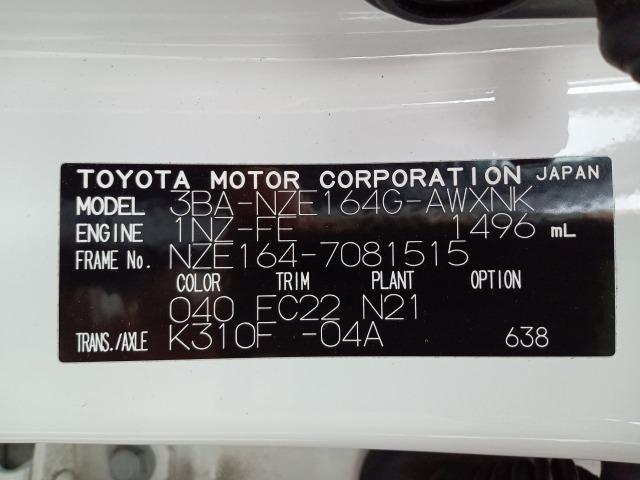 TOYOTA MOTOR CORPORATION JAPAN
MODEL 3BA-NZE164G-AWXNK
ENGINE 1NZ-FE 1496 mL
FRAME No. NZE164-7081515
COLOR TRIM PLANT OPTION
040 FC22 N21
TRANS./AXLE K310F -04A 638